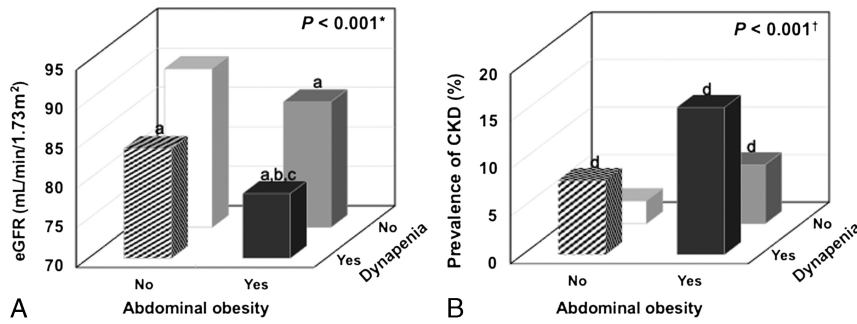 P < 0.001*
eGFR (mL/min/1.73m²)
95
90
85
80
75
70
a
a
a,b,c
No
Yes
Yes
No
Dynapenia
Abdominal obesity
A
P < 0.001†
Prevalence of CKD (%)
20
15
10
5
0
d
d
d
No
Yes
Yes
No
Dynapenia
Abdominal obesity
B